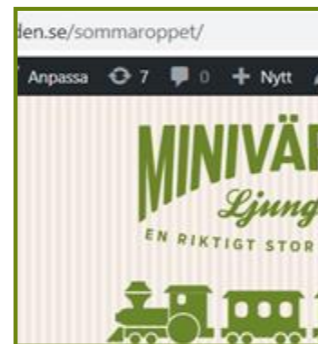 den.se/sommaroppet/
Anpassa 7 0 + Nytt
MINIVÄ
Ljung
EN RIKTIGT STOR